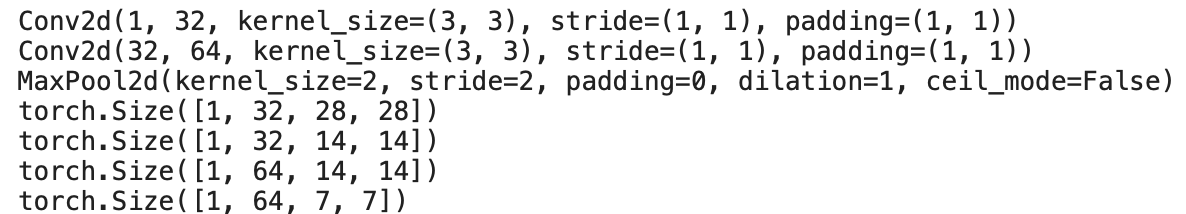 Conv2d(1, 32, kernel_size=(3, 3), stride=(1, 1), padding=(1, 1))
Conv2d(32, 64, kernel_size=(3, 3), stride=(1, 1), padding=(1, 1))
MaxPool2d(kernel_size=2, stride=2, padding=0, dilation=1, ceil_mode=False)
torch.Size([1, 32, 28, 28])
torch.Size([1, 32, 14, 14])
torch.Size([1, 64, 14, 14])
torch.Size([1, 64, 7, 7])